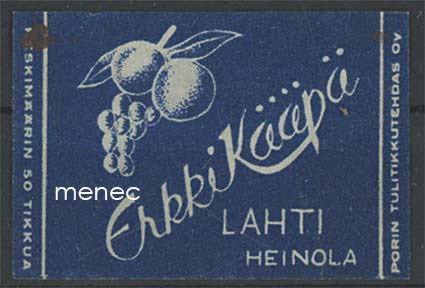 KESKIMÄÄRIN 50 TIKKUA
Erkki Kääpä
LAHTI
HEINOLA
PORIN TULITIKKUTEHDAS OY
menec